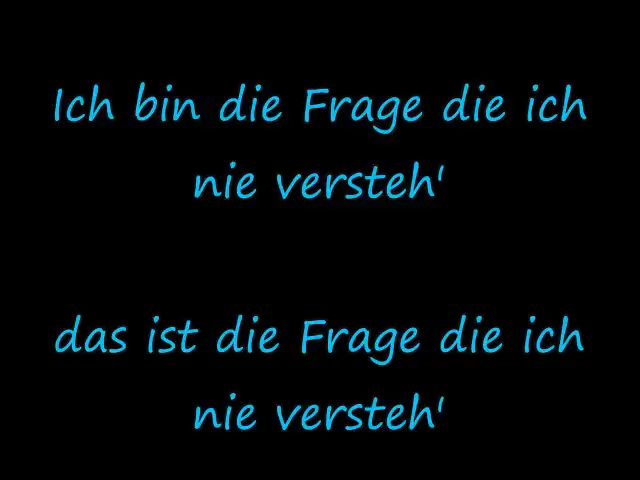 Ich bin die Frage die ich
nie versteh'
das ist die Frage die ich
nie versteh'